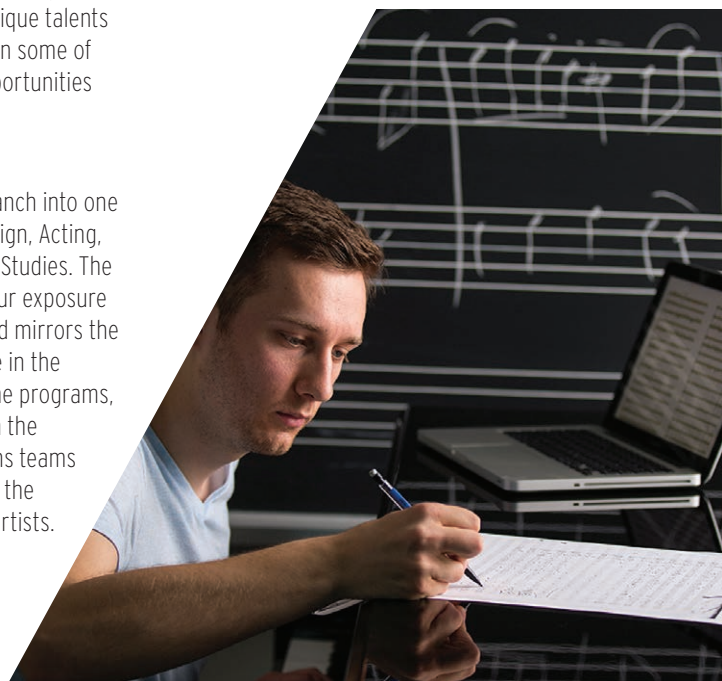 ique talents
n some of
portunities
anch into one
ign, Acting,
Studies. The
ur exposure
d mirrors the
e in the
ne programs,
n the
ns teams
the
rtists.